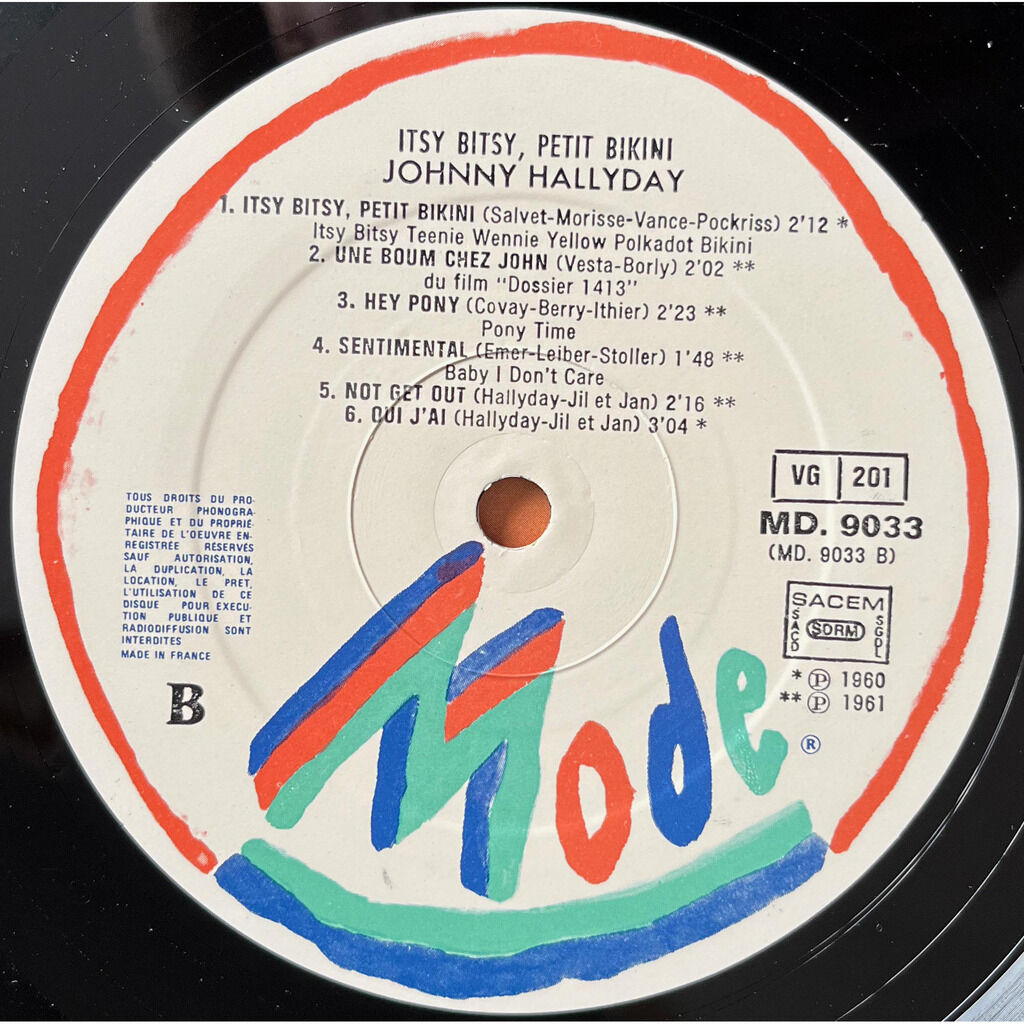 ITSY BITSY, PETIT BIKINI
JOHNNY HALLYDAY
1. ITSY BITSY, PETIT BIKINI (Salvet-Morisse-Vance-Pockriss) 2'12 *
Itsy Bitsy Teenie Wennie Yellow Polkadot Bikini
2. UNE BOUM CHEZ JOHN (Vesta-Borly) 2'02 **
du film "Dossier 1413"
3. HEY PONY (Covay-Berry-Ithier) 2'23 **
Pony Time
4. SENTIMENTAL (Emer-Leiber-Stoller) 1'48 **
Baby I Don't Care
5. NOT GET OUT (Hallyday-Jil et Jan) 2'16 **
6. OUI J'AI (Hallyday-Jil et Jan) 3'04 *
VG 201
MD. 9033
(MD. 9033 B)
TOUS DROITS DU PRO-
DUCTEUR PHONOGRA-
PHIQUE ET DU PROPRIÉ-
TAIRE DE L'OEUVRE EN-
REGISTRÉE RÉSERVÉS
SAUF AUTORISATION,
LA DUPLICATION, LA
LOCATION, LE PRET,
L'UTILISATION DE CE
DISQUE POUR EXECU-
TION PUBLIQUE ET
RADIODIFFUSION SONT
INTERDITES
MADE IN FRANCE
B
SACEM
SACD
SDRM
SGDL
* ℗ 1960
** ℗ 1961
Mode ®